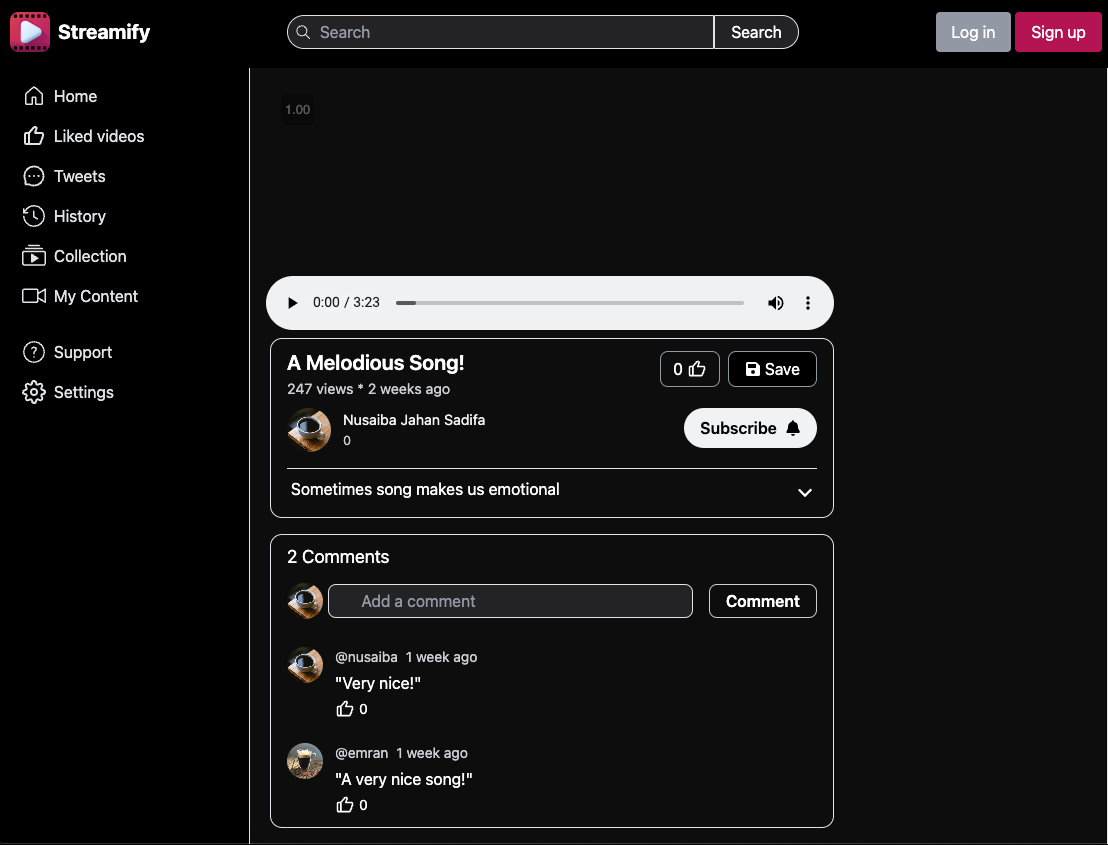 Streamify
Search
Search
Log in
Sign up
Home
Liked videos
Tweets
History
Collection
My Content
Support
Settings
1.00
0:00 / 3:23
A Melodious Song!
247 views * 2 weeks ago
0
Save
Nusaiba Jahan Sadifa
0
Subscribe
Sometimes song makes us emotional
2 Comments
Add a comment
Comment
@nusaiba 1 week ago
"Very nice!"
0
@emran 1 week ago
"A very nice song!"
0